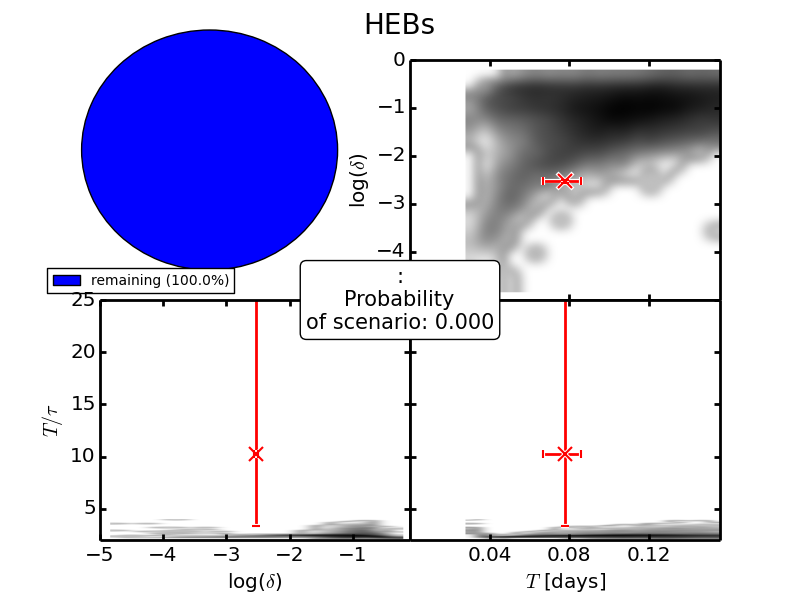 HEBs
0
−1
−2
−3
−4
log(δ)
remaining (100.0%)
:
Probability
of scenario: 0.000
25
20
15
10
5
T/τ
−5 −4 −3 −2 −1
0.04 0.08 0.12
log(δ)
T [days]